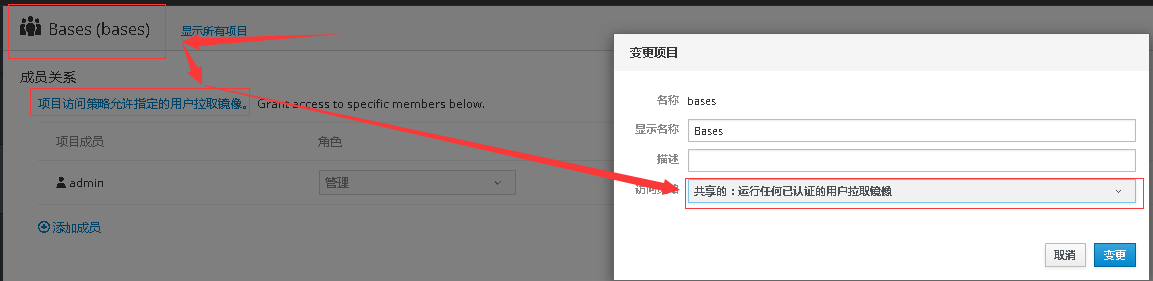 Bases (bases) 显示所有项目
成员关系
项目访问策略允许指定的用户拉取镜像。 Grant access to specific members below.
项目成员 角色
admin 管理
添加成员
变更项目
名称 bases
显示名称 Bases
描述
共享的：运行任何已认证的用户拉取镜像
取消 变更